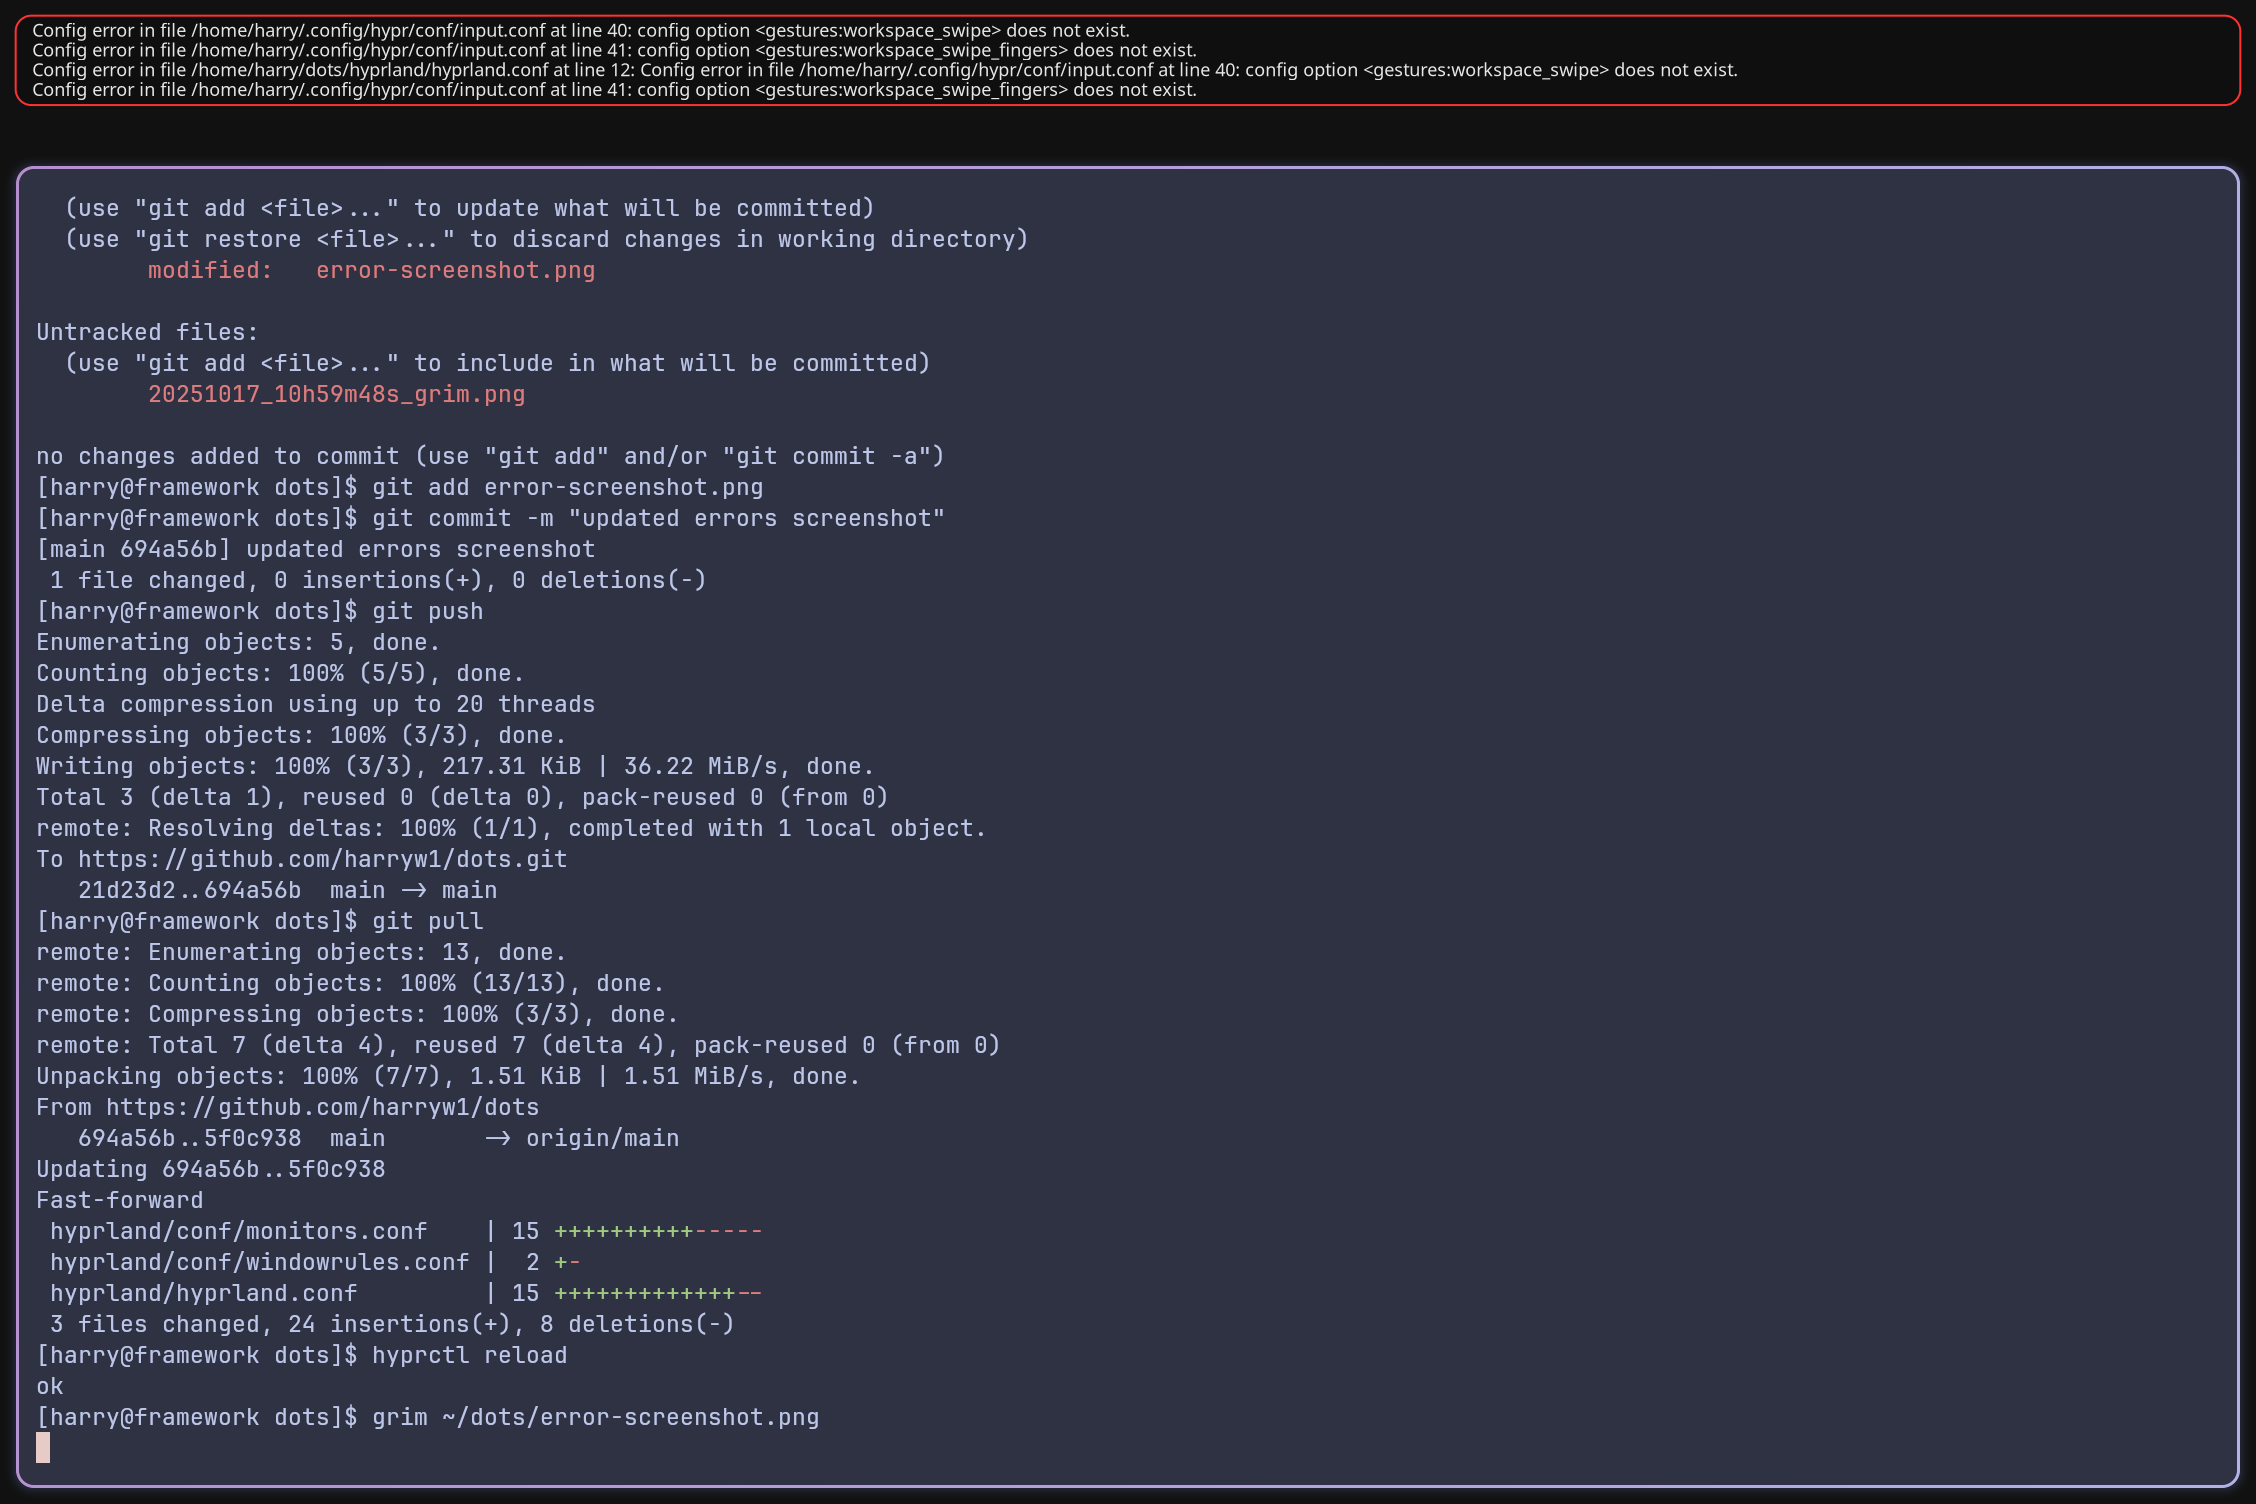 Config error in file /home/harry/.config/hypr/conf/input.conf at line 40: config option <gestures:workspace_swipe> does not exist.
Config error in file /home/harry/.config/hypr/conf/input.conf at line 41: config option <gestures:workspace_swipe_fingers> does not exist.
Config error in file /home/harry/dots/hyprland/hyprland.conf at line 12: Config error in file /home/harry/.config/hypr/conf/input.conf at line 40: config option <gestures:workspace_swipe> does not exist.
Config error in file /home/harry/.config/hypr/conf/input.conf at line 41: config option <gestures:workspace_swipe_fingers> does not exist.
  (use "git add <file>..." to update what will be committed)
  (use "git restore <file>..." to discard changes in working directory)
        modified:   error-screenshot.png
Untracked files:
  (use "git add <file>..." to include in what will be committed)
        20251017_10h59m48s_grim.png
no changes added to commit (use "git add" and/or "git commit -a")
[harry@framework dots]$ git add error-screenshot.png
[harry@framework dots]$ git commit -m "updated errors screenshot"
[main 694a56b] updated errors screenshot
 1 file changed, 0 insertions(+), 0 deletions(-)
[harry@framework dots]$ git push
Enumerating objects: 5, done.
Counting objects: 100% (5/5), done.
Delta compression using up to 20 threads
Compressing objects: 100% (3/3), done.
Writing objects: 100% (3/3), 217.31 KiB | 36.22 MiB/s, done.
Total 3 (delta 1), reused 0 (delta 0), pack-reused 0 (from 0)
remote: Resolving deltas: 100% (1/1), completed with 1 local object.
To https://github.com/harryw1/dots.git
   21d23d2..694a56b  main -> main
[harry@framework dots]$ git pull
remote: Enumerating objects: 13, done.
remote: Counting objects: 100% (13/13), done.
remote: Compressing objects: 100% (3/3), done.
remote: Total 7 (delta 4), reused 7 (delta 4), pack-reused 0 (from 0)
Unpacking objects: 100% (7/7), 1.51 KiB | 1.51 MiB/s, done.
From https://github.com/harryw1/dots
   694a56b..5f0c938  main       -> origin/main
Updating 694a56b..5f0c938
Fast-forward
 hyprland/conf/monitors.conf    | 15 ++++++++++-----
 hyprland/conf/windowrules.conf |  2 +-
 hyprland/hyprland.conf         | 15 +++++++++++++--
 3 files changed, 24 insertions(+), 8 deletions(-)
[harry@framework dots]$ hyprctl reload
ok
[harry@framework dots]$ grim ~/dots/error-screenshot.png